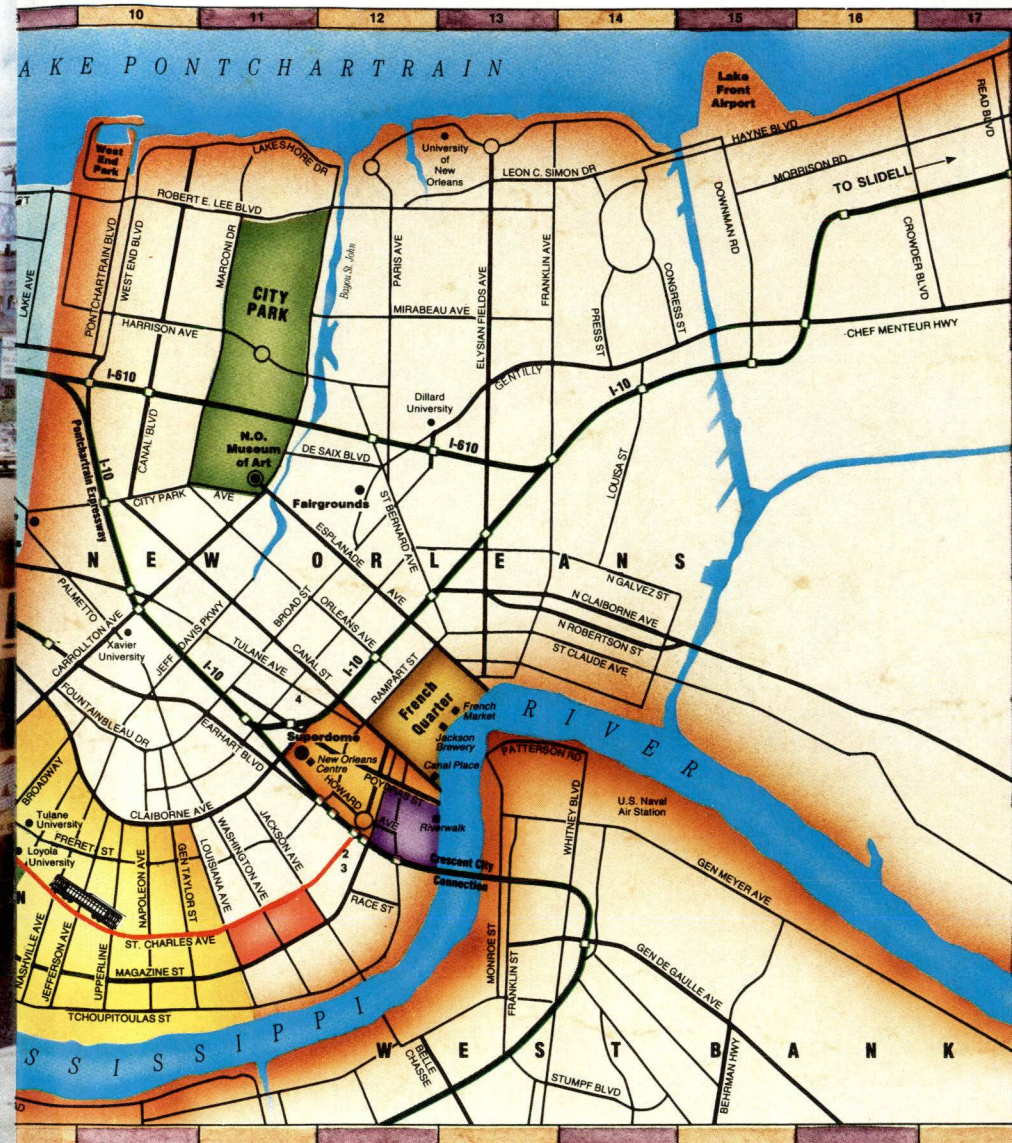 10 11 12 13 14 15 16 17
AKE PONTCHARTRAIN
Lake
Front
Airport
READ BLVD
HAYNE BLVD
West
End
Park
LAKESHORE DR
University
of
New
Orleans
LEON C. SIMON DR
MORRISON RD
TO SLIDELL
ROBERT E. LEE BLVD
DOWNMAN RD
CROWDER BLVD
LAKE AVE
PONTCHARTRAIN BLVD
WEST END BLVD
MARCONI DR
CITY
PARK
Bayou St. John
PARIS AVE
ELYSIAN FIELDS AVE
FRANKLIN AVE
PRESS ST
CONGRESS ST
HARRISON AVE
MIRABEAU AVE
CHEF MENTEUR HWY
GENTILLY
I-610
I-10
Dillard
University
Pontchartrain Expressway
I-10
CANAL BLVD
N.O.
Museum
of Art
DE SAIX BLVD
I-610
LOUISA ST
CITY PARK AVE
Fairgrounds
ST BERNARD AVE
ESPLANADE AVE
NEW ORLEANS
PALMETTO
CARROLLTON AVE
Xavier
University
JEFF DAVIS PKWY
BROAD ST
ORLEANS AVE
N GALVEZ ST
N CLAIBORNE AVE
N ROBERTSON ST
ST CLAUDE AVE
TULANE AVE
CANAL ST
I-10
I-10
RAMPART ST
4
FOUNTAINBLEAU DR
EARHART BLVD
French
Quarter
French
Market
RIVER
Superdome
Jackson
Brewery
New Orleans
Centre
Canal Place
PATTERSON RD
BROADWAY
CLAIBORNE AVE
HOWARD AVE
POYDRAS ST
Riverwalk
U.S. Naval
Air Station
WHITNEY BLVD
Tulane
University
FRERET ST
Loyola
University
JACKSON AVE
WASHINGTON AVE
LOUISIANA AVE
GEN TAYLOR ST
NAPOLEON AVE
2
3
Crescent City
Connection
GEN MEYER AVE
N
RACE ST
ST. CHARLES AVE
NASHVILLE AVE
JEFFERSON AVE
UPPERLINE
MAGAZINE ST
MONROE ST
FRANKLIN ST
GEN DE GAULLE AVE
TCHOUPITOULAS ST
SSISSIPPI
WEST BANK
BELLE
CHASSE
STUMPF BLVD
BEHRMAN HWY